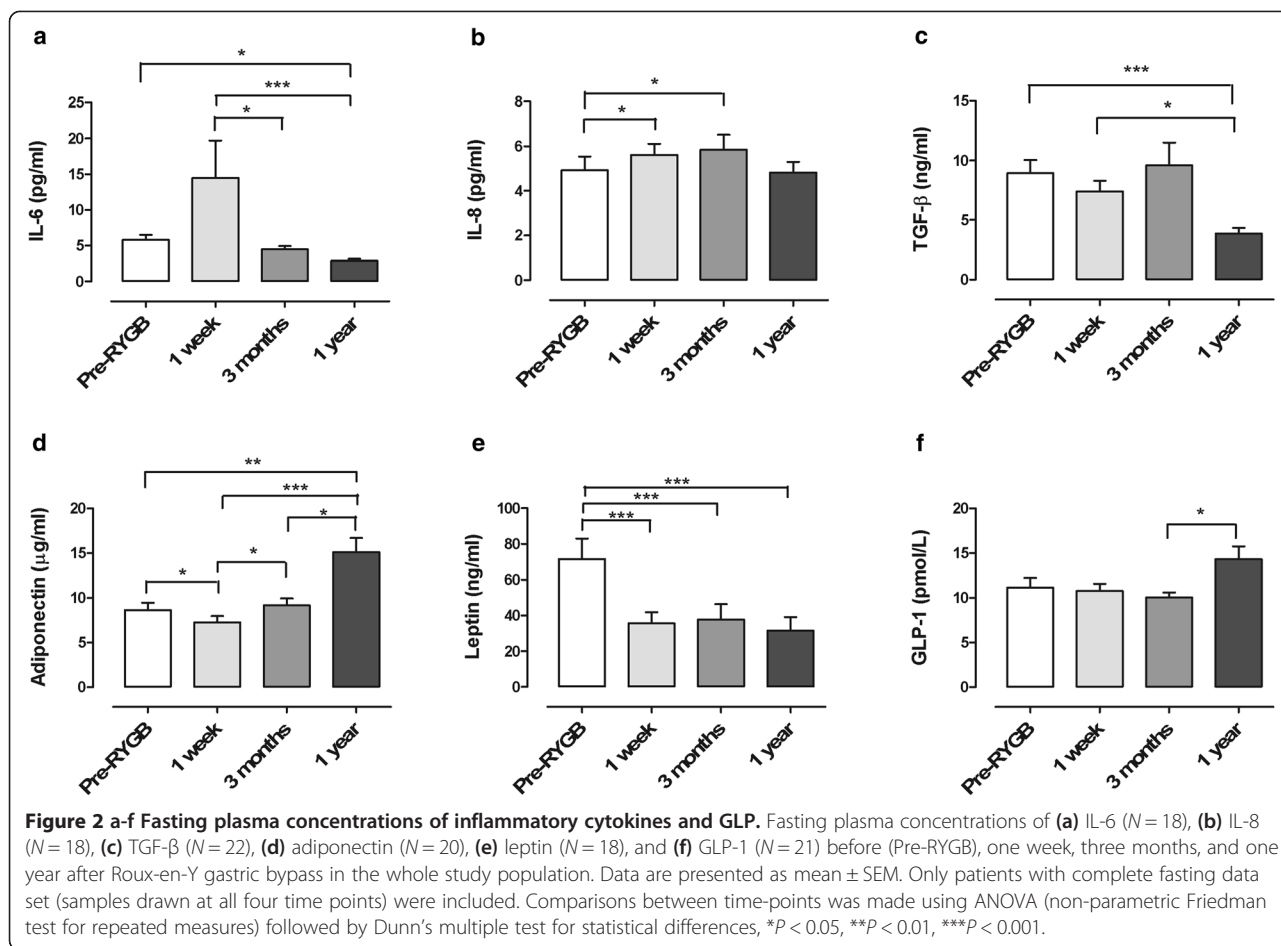 a
b
c
*
***
*
25
20
15
10
5
0
IL-6 (pg/ml)
Pre-RYGB
1 week
3 months
1 year
*
*
8
6
4
2
0
IL-8 (pg/ml)
Pre-RYGB
1 week
3 months
1 year
***
*
15
10
5
0
TGF-β (ng/ml)
Pre-RYGB
1 week
3 months
1 year
d
e
f
**
***
*
*
*
20
15
10
5
0
Adiponectin (μg/ml)
Pre-RYGB
1 week
3 months
1 year
***
***
***
100
80
60
40
20
0
Leptin (ng/ml)
Pre-RYGB
1 week
3 months
1 year
*
20
15
10
5
0
GLP-1 (pmol/L)
Pre-RYGB
1 week
3 months
1 year
Figure 2 a-f Fasting plasma concentrations of inflammatory cytokines and GLP. Fasting plasma concentrations of (a) IL-6 (N = 18), (b) IL-8
(N = 18), (c) TGF-β (N = 22), (d) adiponectin (N = 20), (e) leptin (N = 18), and (f) GLP-1 (N = 21) before (Pre-RYGB), one week, three months, and one
year after Roux-en-Y gastric bypass in the whole study population. Data are presented as mean ± SEM. Only patients with complete fasting data
set (samples drawn at all four time points) were included. Comparisons between time-points was made using ANOVA (non-parametric Friedman
test for repeated measures) followed by Dunn's multiple test for statistical differences, *P < 0.05, **P < 0.01, ***P < 0.001.